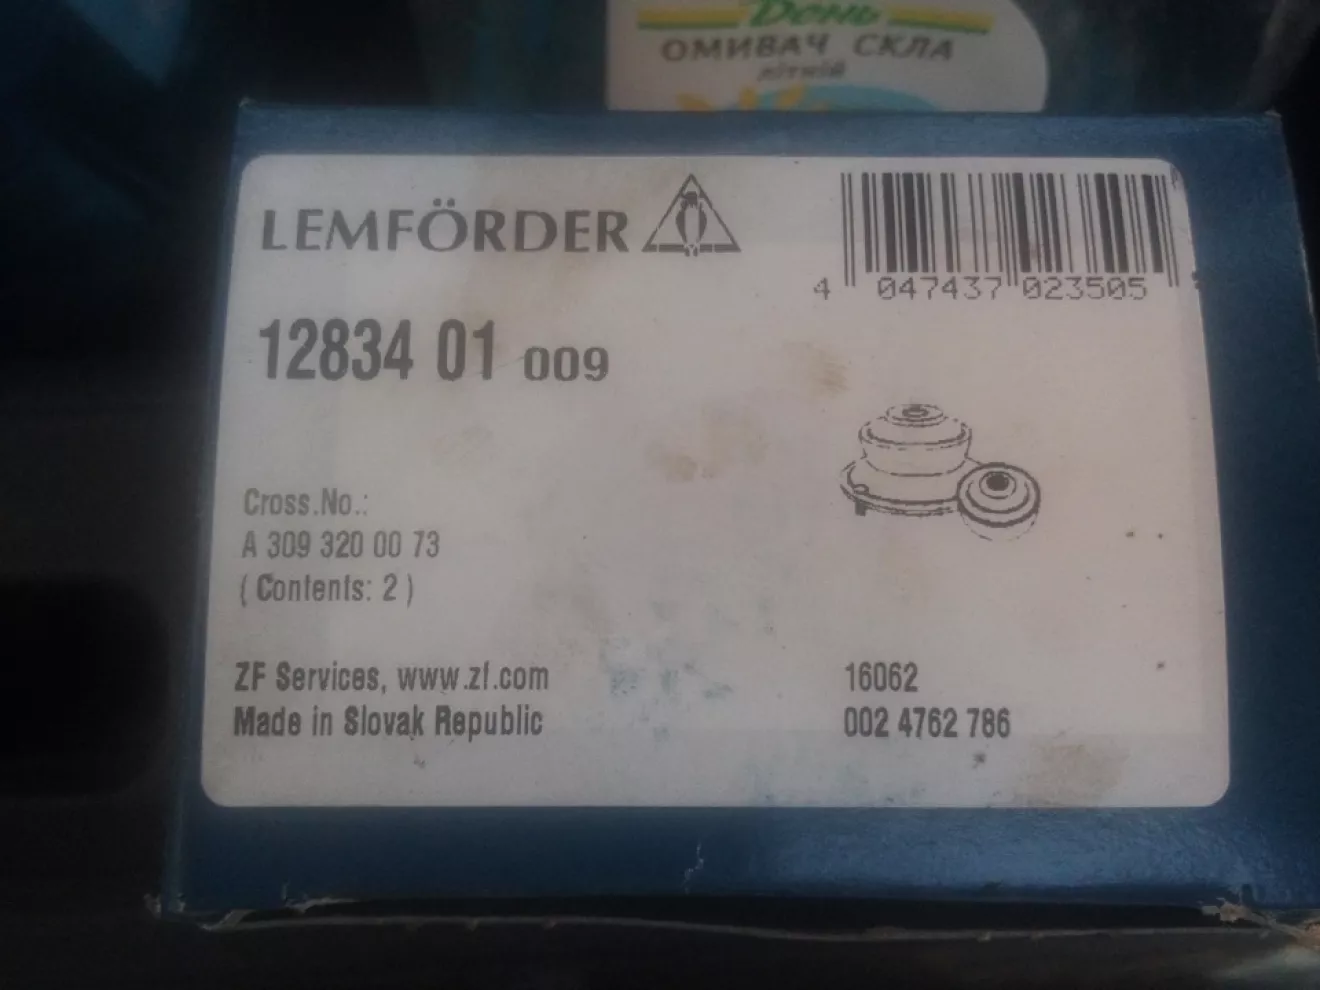 День
ОМИВАЧ СКЛА
літній
LEMFÖRDER
4 047437 023505
12834 01 009
Cross.No.:
A 309 320 00 73
( Contents: 2 )
ZF Services, www.zf.com
Made in Slovak Republic
16062
002 4762 786